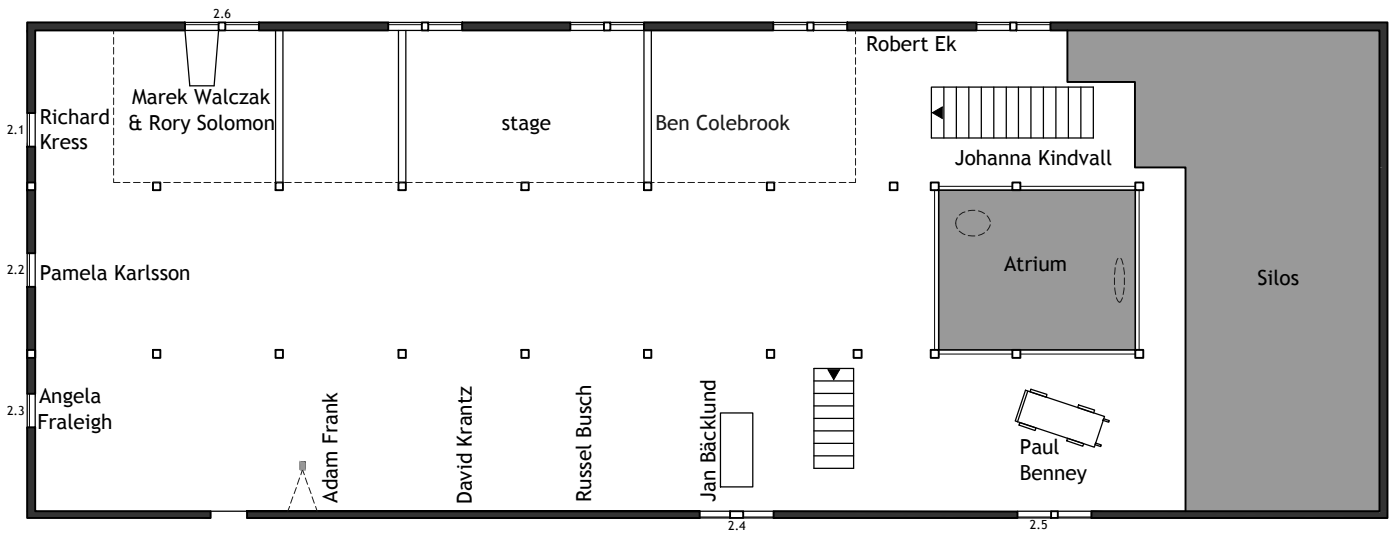 2.6
Robert Ek
Marek Walczak
& Rory Solomon
Richard
Kress
2.1
stage
Ben Colebrook
Johanna Kindvall
2.2
Pamela Karlsson
Atrium
Silos
Angela
Fraleigh
2.3
Adam Frank
David Krantz
Russel Busch
Jan Bäcklund
Paul
Benney
2.4
2.5